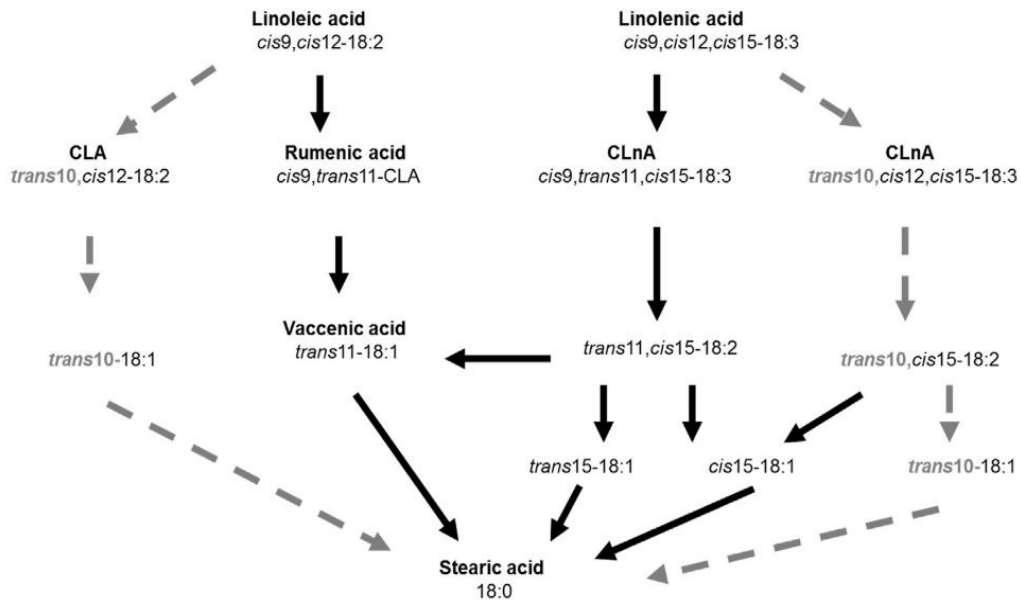 Linoleic acid
cis9,cis12-18:2
Linolenic acid
cis9,cis12,cis15-18:3
CLA
trans10,cis12-18:2
Rumenic acid
cis9,trans11-CLA
CLnA
cis9,trans11,cis15-18:3
CLnA
trans10,cis12,cis15-18:3
trans10-18:1
Vaccenic acid
trans11-18:1
trans11,cis15-18:2
trans10,cis15-18:2
trans15-18:1
cis15-18:1
trans10-18:1
Stearic acid
18:0